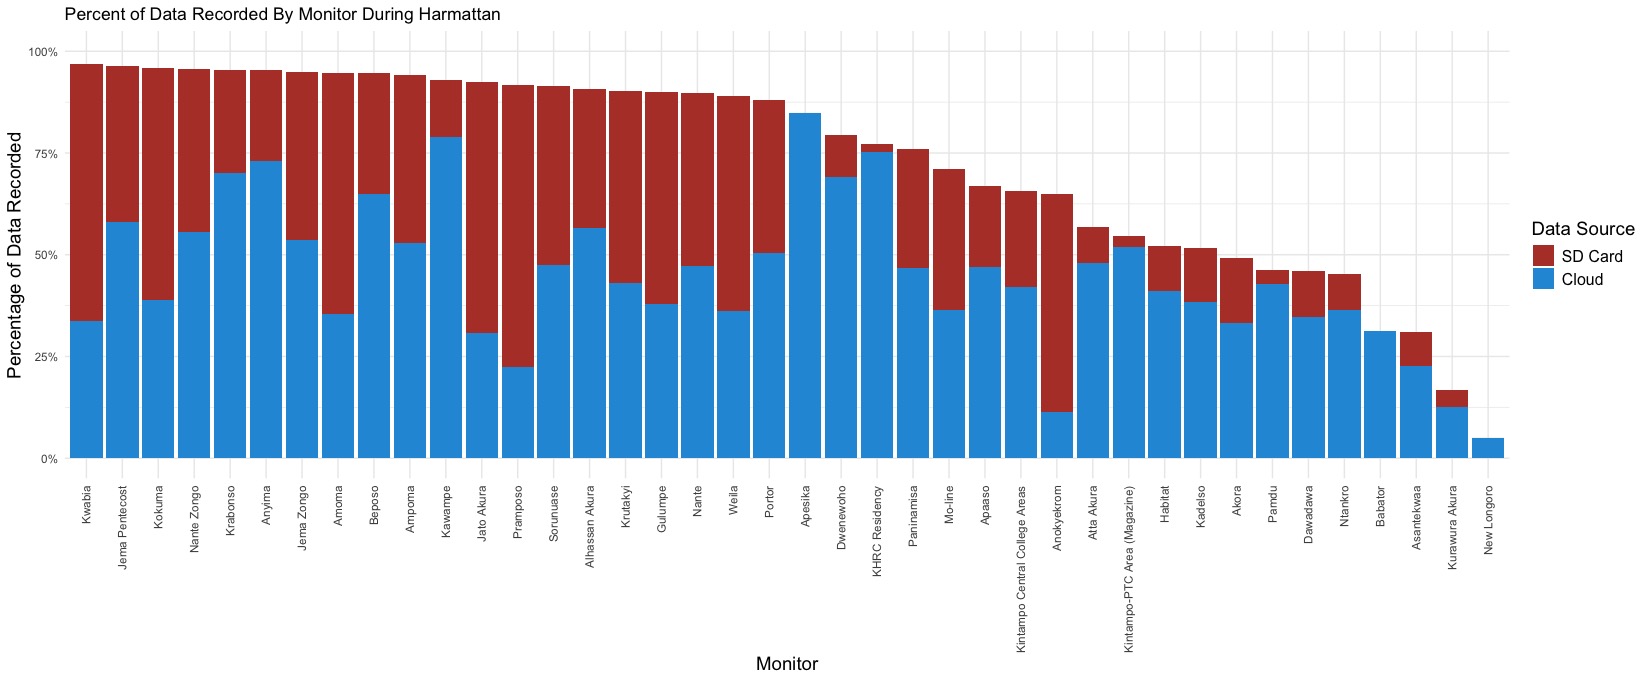 Percent of Data Recorded By Monitor During Harmattan
Percentage of Data Recorded
100%
75%
50%
25%
0%
Kwabia
Jema Pentecost
Kokuma
Nante Zongo
Krabonso
Anyima
Jema Zongo
Amoma
Beposo
Ampoma
Kawampe
Jato Akura
Pramposo
Sorunuase
Alhassan Akura
Krutakyi
Gulumpe
Nante
Weila
Portor
Apesika
Dwenewoho
KHRC Residency
Paninamisa
Mo-line
Apaaso
Kintampo Central College Areas
Anokyekrom
Atta Akura
Kintampo-PTC Area (Magazine)
Habitat
Kadelso
Akora
Pamdu
Dawadawa
Ntankro
Babator
Asantekwaa
Kurawura Akura
New Longoro
Monitor
Data Source
SD Card
Cloud